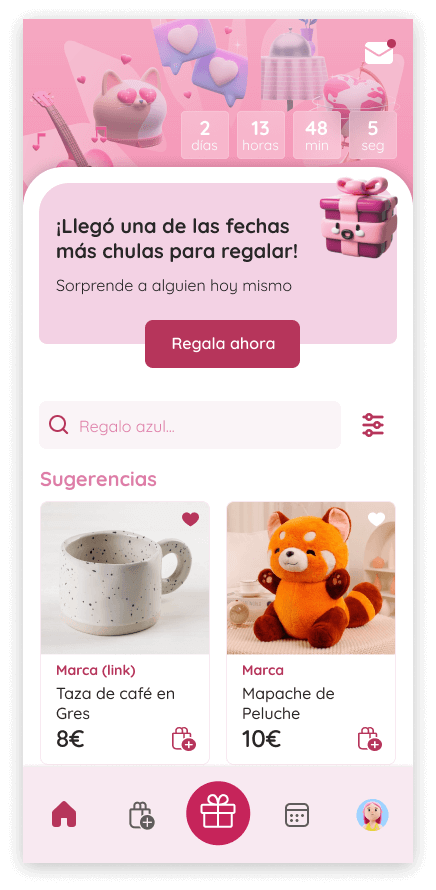 2 13 48 5
días horas min seg
¡Llegó una de las fechas
más chulas para regalar!
Sorprende a alguien hoy mismo
Regala ahora
Regalo azul...
Sugerencias
Marca (link)
Taza de café en
Gres
8€
Marca
Mapache de
Peluche
10€